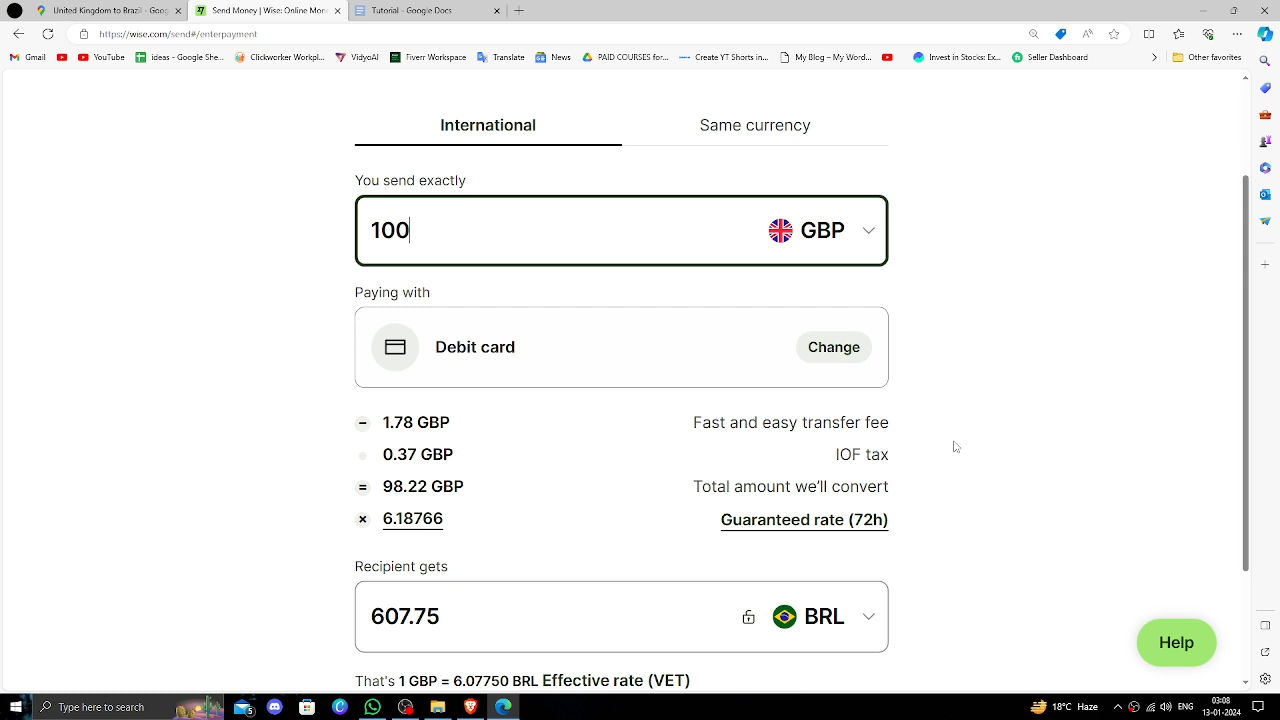 United Kingdom to Brazil - Goog
Send Money | Wise: Online Mon
Tutorial - Google Docs
https://wise.com/send#/enterpayment
Gmail
YouTube
ideas - Google She...
Clickworker Workpl...
VidyoAI
Fiverr Workspace
Translate
News
PAID COURSES for...
Create YT Shorts in...
My Blog – My Word...
Invest in Stocks: Ex...
Seller Dashboard
Other favorites
International
Same currency
You send exactly
100
GBP
Paying with
Debit card
Change
1.78 GBP
Fast and easy transfer fee
0.37 GBP
IOF tax
= 98.22 GBP
Total amount we'll convert
× 6.18766
Guaranteed rate (72h)
Recipient gets
607.75
BRL
Help
That's 1 GBP = 6.07750 BRL Effective rate (VET)
Type here to search
18°C Haze
ENG
03:08
13-01-2024